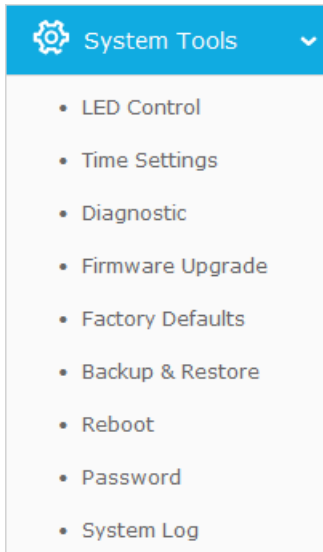 System Tools
LED Control
Time Settings
Diagnostic
Firmware Upgrade
Factory Defaults
Backup & Restore
Reboot
Password
System Log